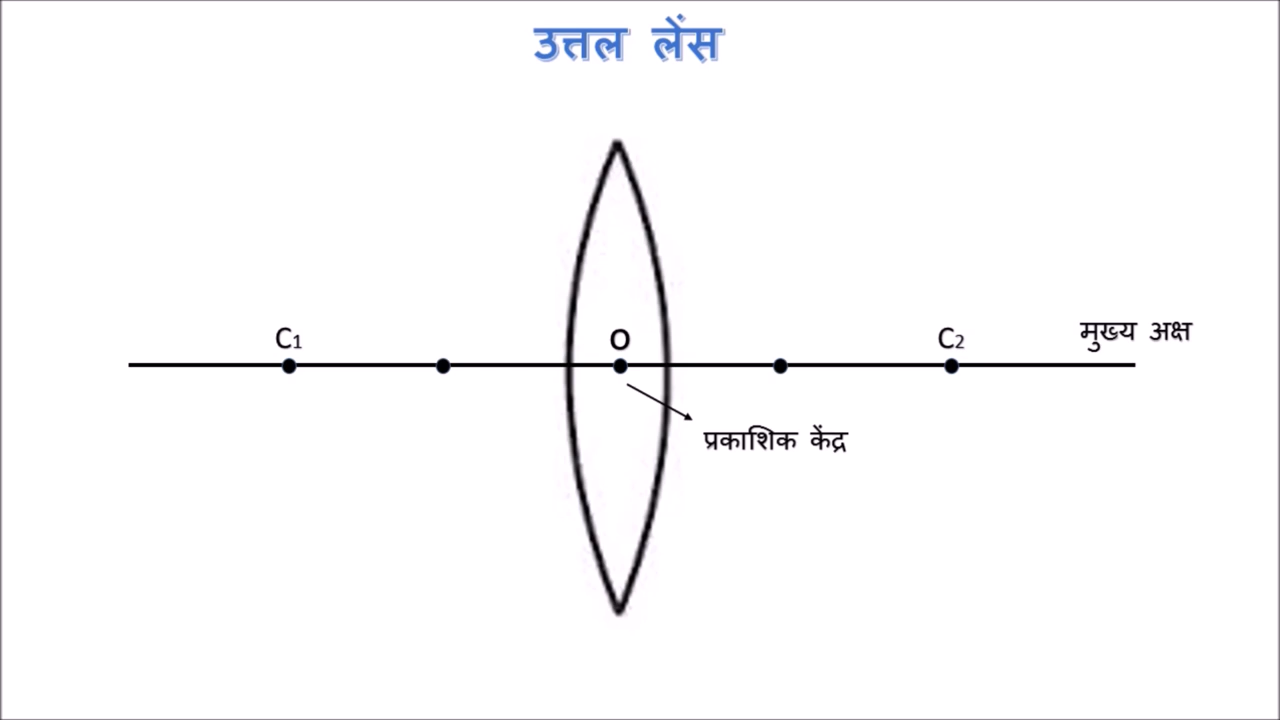 उत्तल लेंस
C1
O
C2
मुख्य अक्ष
प्रकाशिक केंद्र